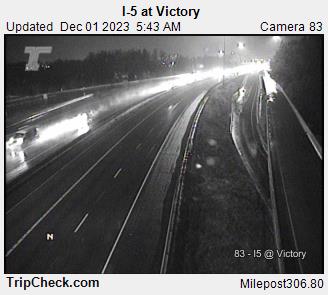 I-5 at Victory
Updated Dec 01 2023 5:43 AM Camera 83
T
N
83 - I5 @ Victory
TripCheck.com Milepost306.80